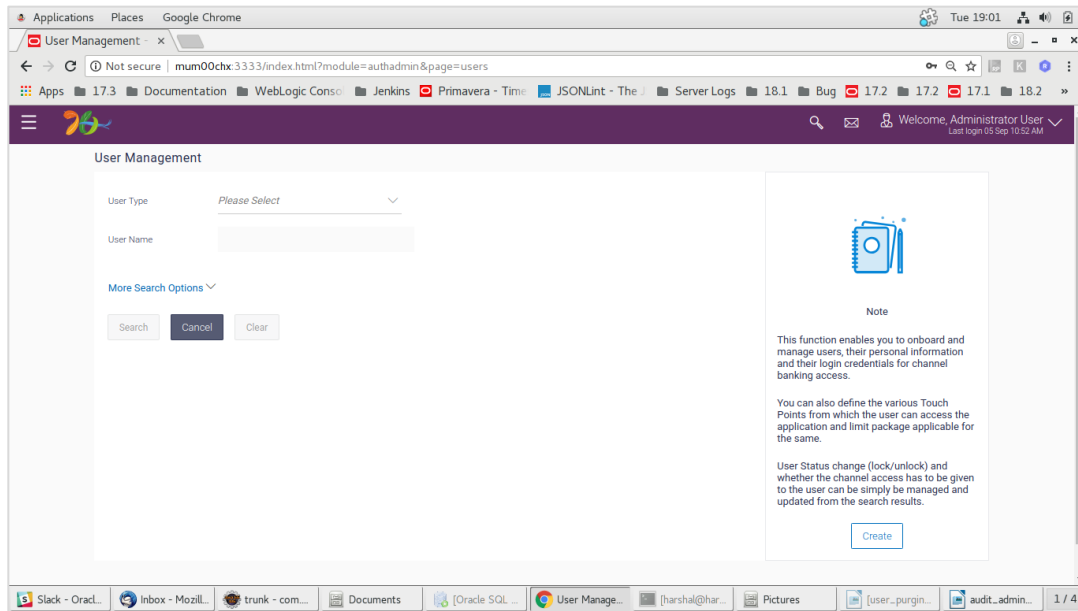 Applications Places Google Chrome Tue 19:01
User Management - ×
Not secure | mum00chx:3333/index.html?module=authadmin&page=users
Apps 17.3 Documentation WebLogic Conso Jenkins Primavera - Time JSONLint - The J Server Logs 18.1 Bug 17.2 17.2 17.1 18.2 »
Welcome, Administrator User
Last login 05 Sep 10:52 AM
User Management
User Type Please Select
User Name
More Search Options
Search Cancel Clear
Note
This function enables you to onboard and
manage users, their personal information
and their login credentials for channel
banking access.
You can also define the various Touch
Points from which the user can access the
application and limit package applicable for
the same.
User Status change (lock/unlock) and
whether the channel access has to be given
to the user can be simply be managed and
updated from the search results.
Create
Slack - Oracl... Inbox - Mozill... trunk - com.... Documents [Oracle SQL ... User Manage... [harshal@har... Pictures [user_purgin... audit_admin... 1 / 4